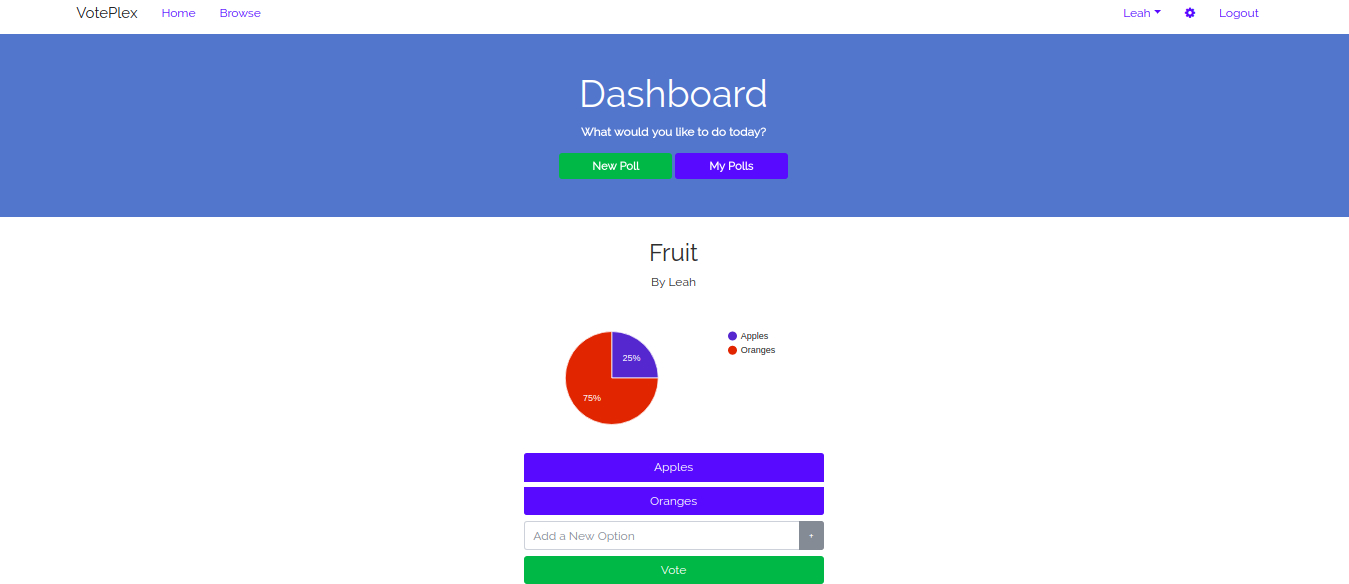 VotePlex Home Browse Leah Logout
Dashboard
What would you like to do today?
New Poll My Polls
Fruit
By Leah
Apples
Oranges
25%
75%
Apples
Oranges
Add a New Option +
Vote